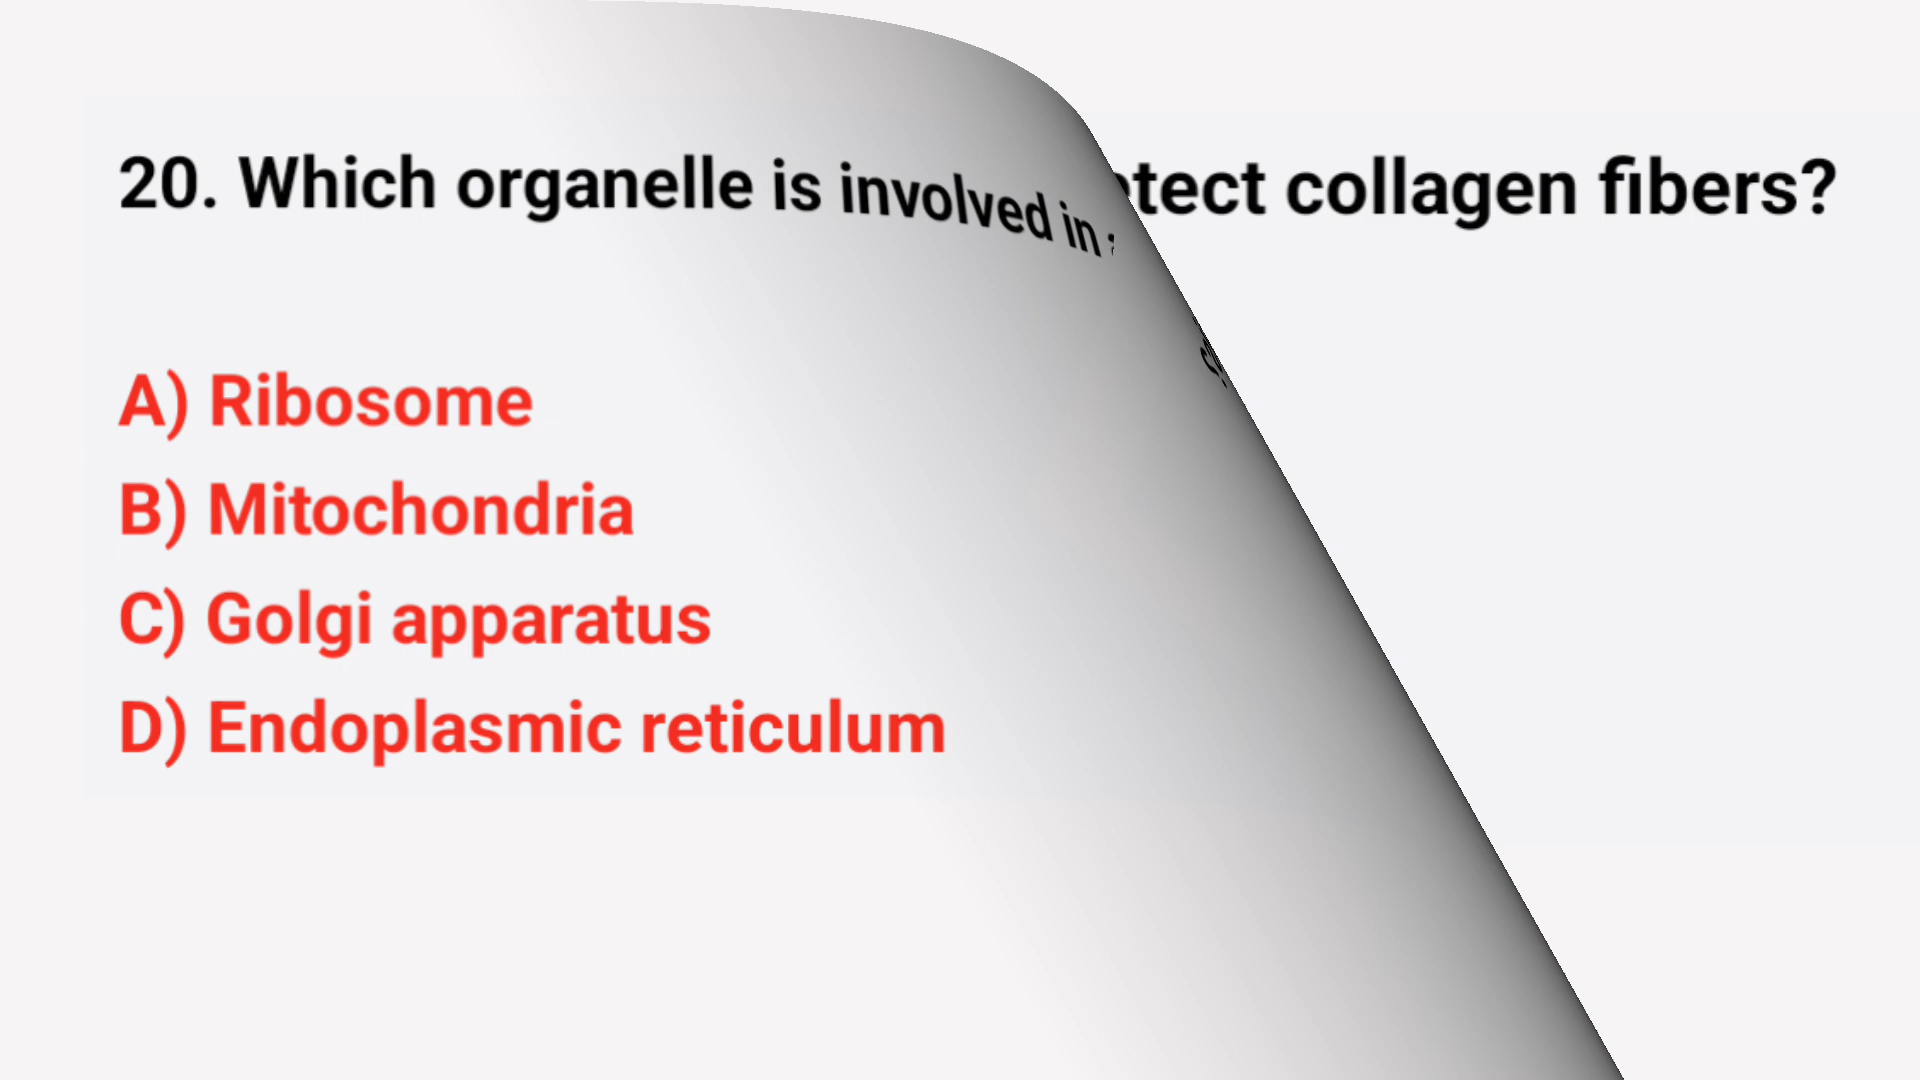 20. Which organelle is involved in tect collagen fibers?
A) Ribosome
B) Mitochondria
C) Golgi apparatus
D) Endoplasmic reticulum